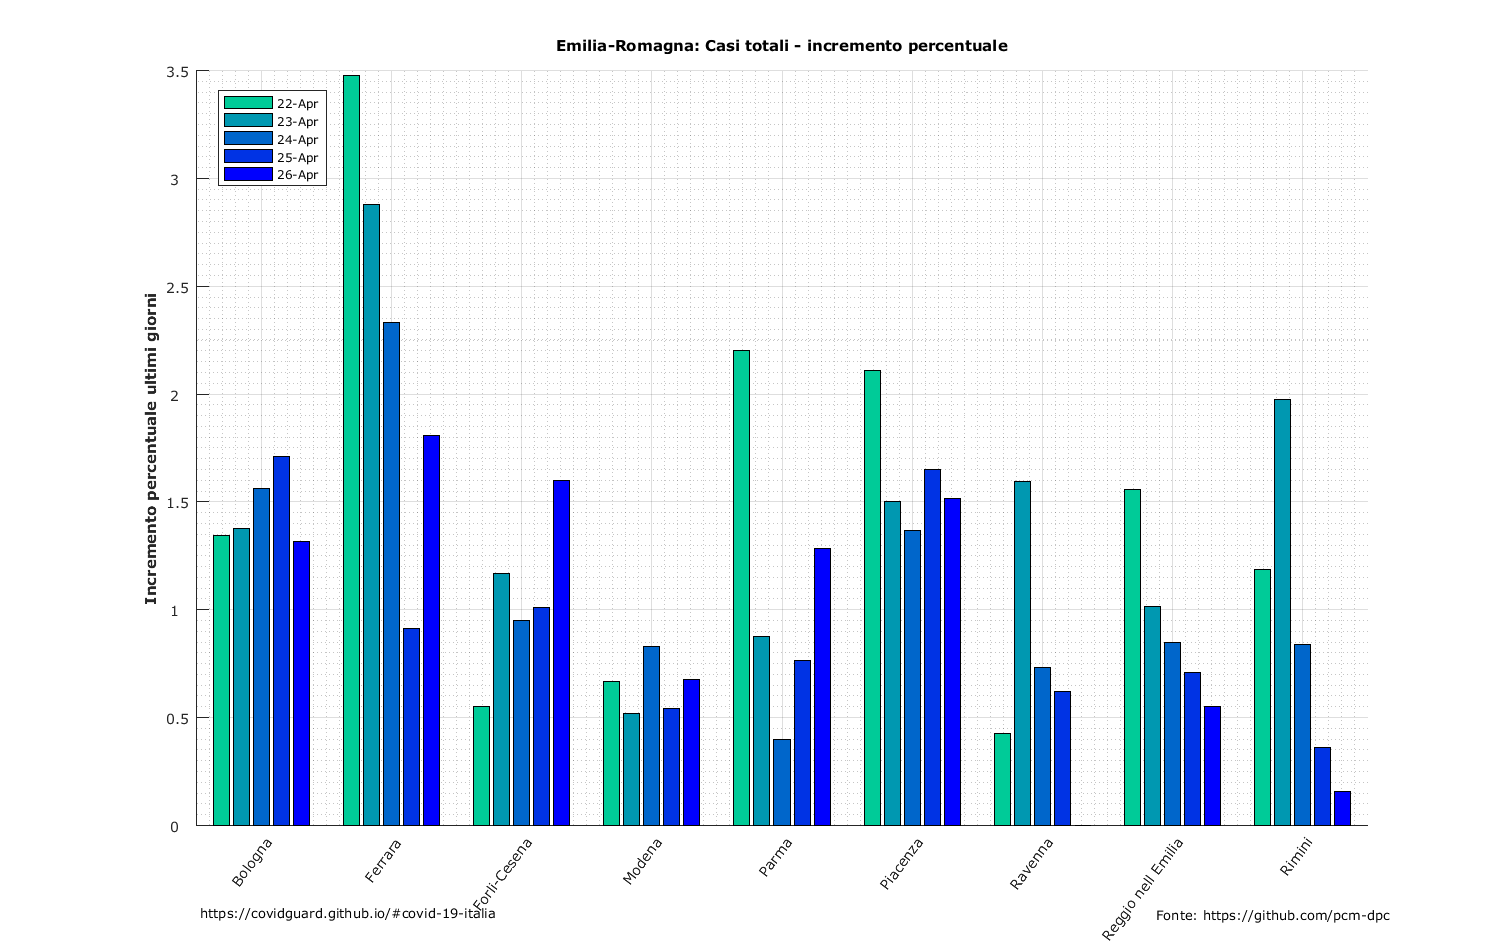 Emilia-Romagna: Casi totali - incremento percentuale
3.5
3
2.5
2
1.5
1
0.5
0
Incremento percentuale ultimi giorni
22-Apr
23-Apr
24-Apr
25-Apr
26-Apr
Bologna
Ferrara
Forlì-Cesena
Modena
Parma
Piacenza
Ravenna
Reggio nell Emilia
Rimini
https://covidguard.github.io/#covid-19-italia
Fonte: https://github.com/pcm-dpc